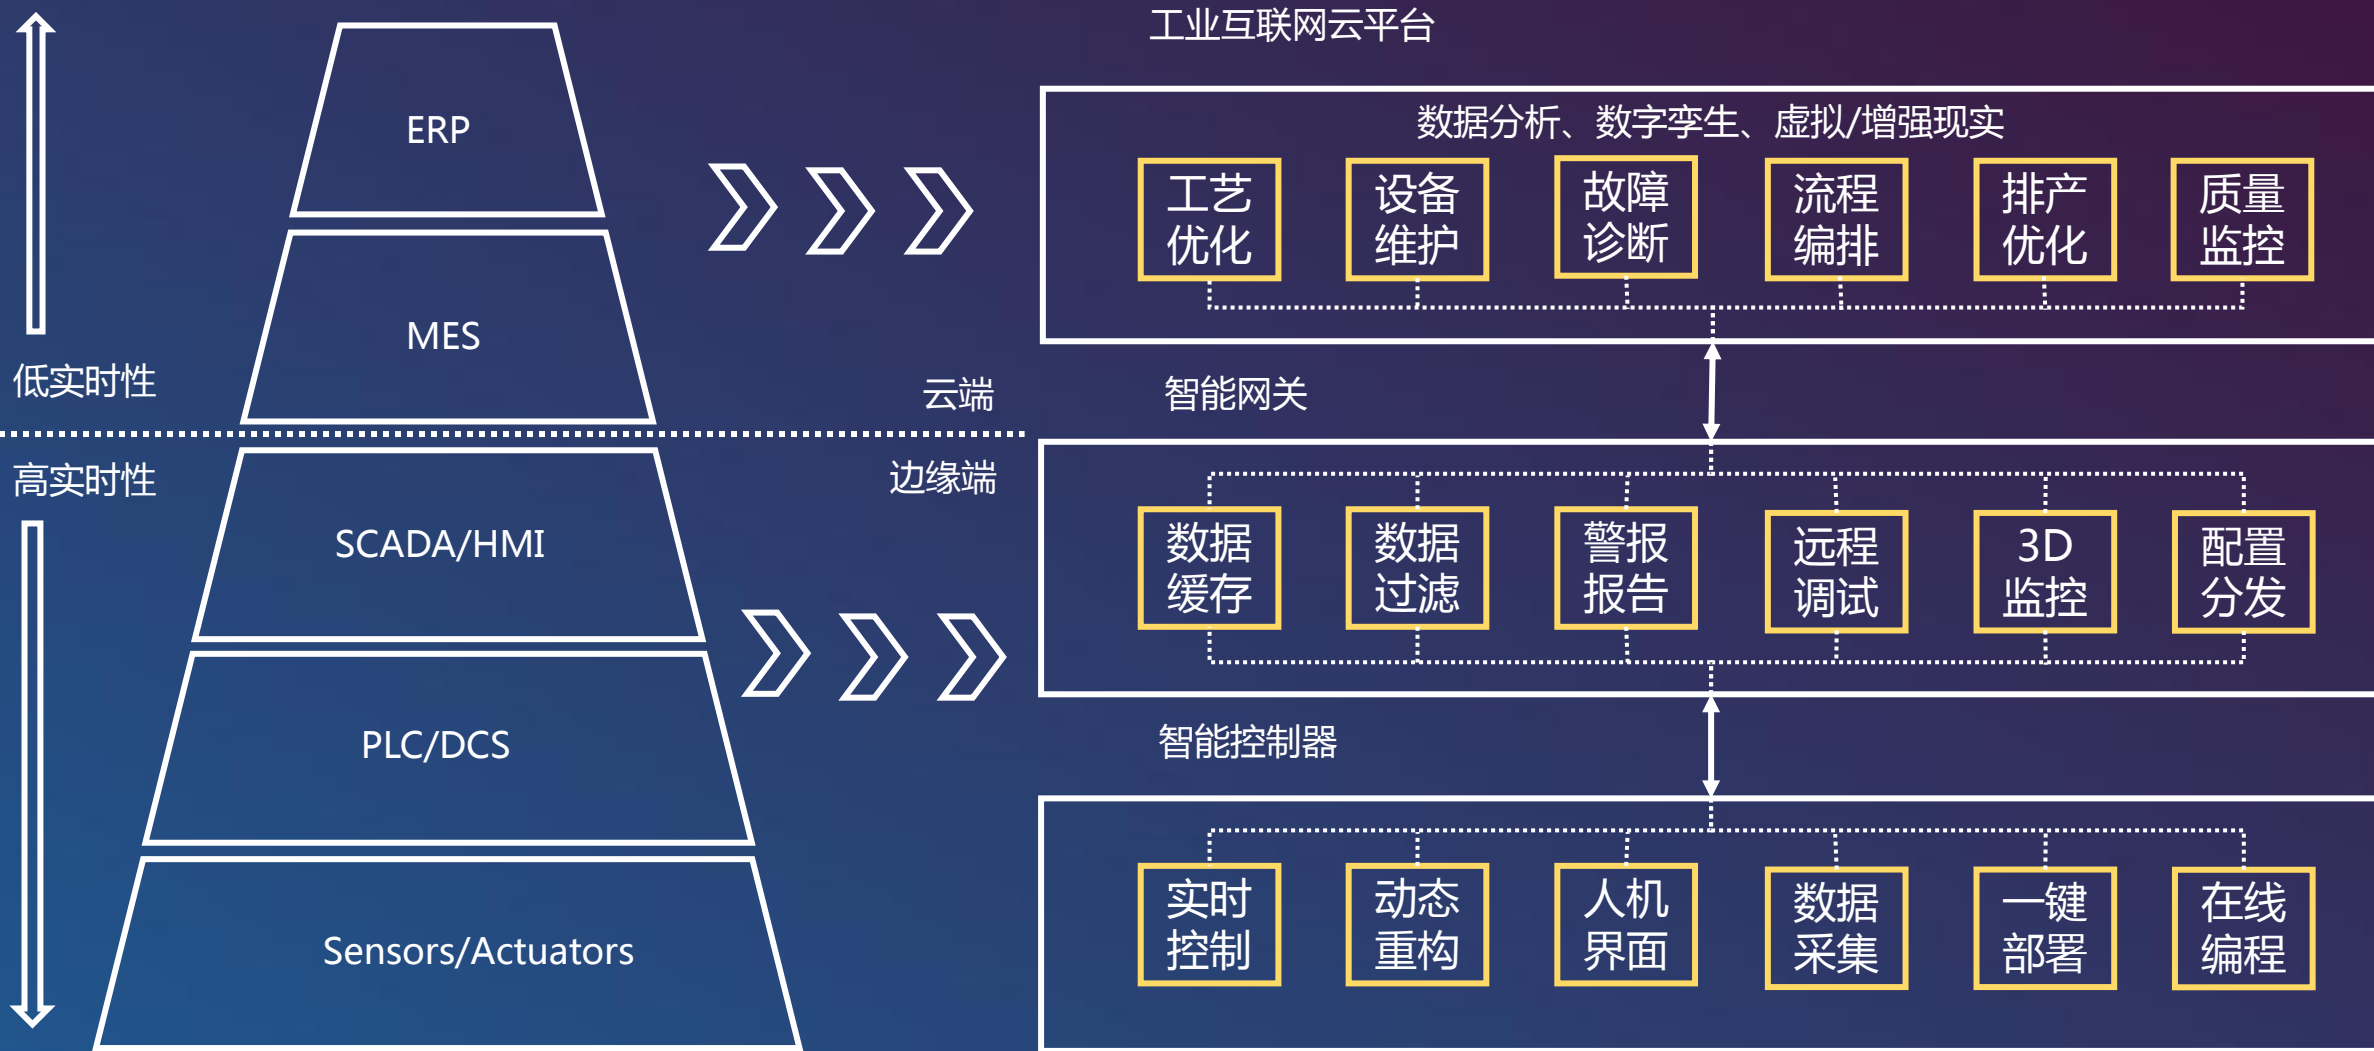 ERP
MES
低实时性
云端
高实时性
边缘端
SCADA/HMI
PLC/DCS
Sensors/Actuators
工业互联网云平台
数据分析、数字孪生、虚拟/增强现实
工艺
优化
设备
维护
故障
诊断
流程
编排
排产
优化
质量
监控
智能网关
数据
缓存
数据
过滤
警报
报告
远程
调试
3D
监控
配置
分发
智能控制器
实时
控制
动态
重构
人机
界面
数据
采集
一键
部署
在线
编程